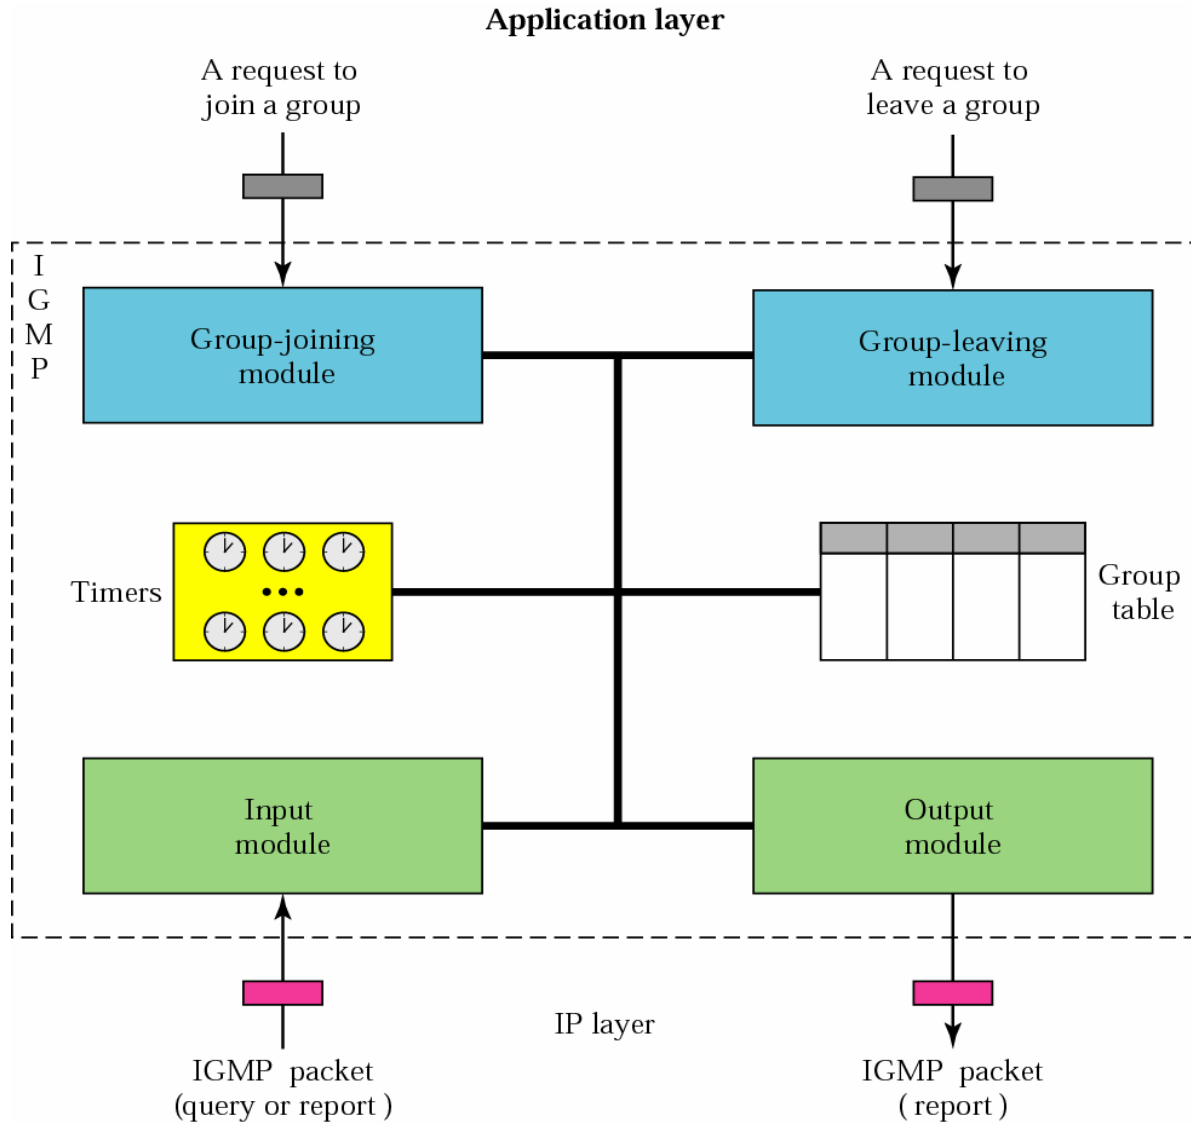 Application layer
A request to
join a group
A request to
leave a group
I
G
M
P
Group-joining
module
Group-leaving
module
Timers
Group
table
Input
module
Output
module
IP layer
IGMP packet
(query or report )
IGMP packet
( report )